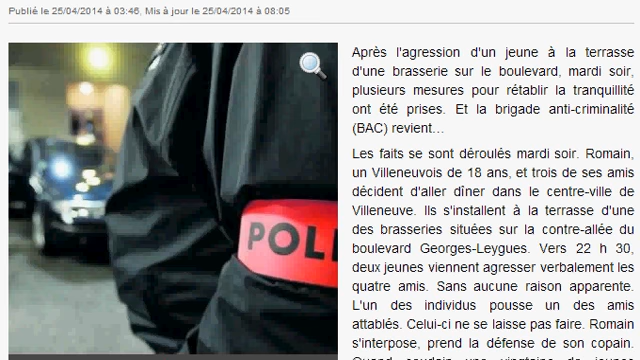 Publié le 25/04/2014 à 03:46, Mis à jour le 25/04/2014 à 08:05
POLI
Après l'agression d'un jeune à la terrasse
d'une brasserie sur le boulevard, mardi soir,
plusieurs mesures pour rétablir la tranquillité
ont été prises. Et la brigade anti-criminalité
(BAC) revient…
Les faits se sont déroulés mardi soir. Romain,
un Villeneuvois de 18 ans, et trois de ses amis
décident d'aller dîner dans le centre-ville de
Villeneuve. Ils s'installent à la terrasse d'une
des brasseries situées sur la contre-allée du
boulevard Georges-Leygues. Vers 22 h 30,
deux jeunes viennent agresser verbalement les
quatre amis. Sans aucune raison apparente.
L'un des individus pousse un des amis
attablés. Celui-ci ne se laisse pas faire. Romain
s'interpose, prend la défense de son copain.